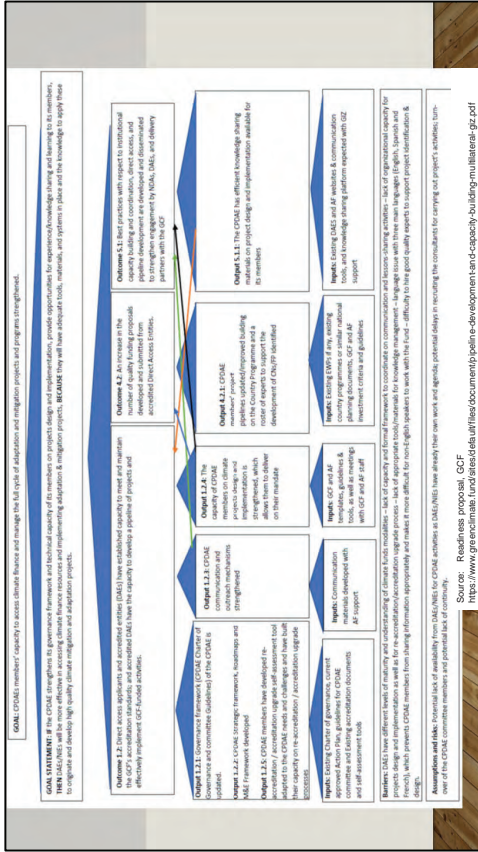 GOAL: CPDAEs members' capacity to access climate finance and manage the full cycle of adaptation and mitigation projects and programs strengthened.
GOAL STATEMENT: IF the CPDAE strengthens its governance framework and technical capacity of its members on projects design and implementation, provide opportunities for experience/knowledge sharing and learning to its members,
THEN DAEs/NIEs will be more effective in accessing climate finance resources and implementing adaptation & mitigation projects, BECAUSE they will have adequate tools, materials, and systems in place and the knowledge to apply these
to originate and develop high quality climate mitigation and adaptation projects.
Outcome 1.2: Direct access applicants and accredited entities (DAEs) have established capacity to meet and maintain
the GCF's accreditation standards; and accredited DAEs have the capacity to develop a pipeline of projects and
effectively implement GCF-funded activities.
Outcome 4.2: An increase in the
number of quality funding proposals
developed and submitted from
accredited Direct Access Entities.
Outcome 5.1: Best practices with respect to institutional
capacity building and coordination, direct access, and
pipeline development are developed and disseminated
to strengthen engagement by NDAs, DAEs, and delivery
partners with the GCF
Output 1.2.1: Governance framework (CPDAE Charter of
Governance and committee Guidelines) of the CPDAE is
updated.
Output 1.2.2: CPDAE strategic framework, Roadmaps and
M&E Framework developed
Output 1.2.5: CPDAE members have developed re-
accreditation / accreditation upgrade self-assessment tool
adapted to the CPDAE needs and challenges and have built
their capacity on re-accreditation / accreditation upgrade
processes
Output 1.2.3: CPDAE
communication and
outreach mechanisms
strengthened
Output 1.2.4: The
capacity of CPDAE
members on climate
projects design and
implementation is
strengthened, which
allows them to deliver
on their mandate
Output 4.2.1: CPDAE
members' project
pipelines updated/improved building
on the Country Programme and a
roster of experts to support the
development of CNs/FP identified
Output 5.1.1: The CPDAE has efficient knowledge sharing
materials on project design and implementation available for
its members
Inputs: Existing Charter of governance, current
approved Action Plan, guidelines for CPDAE
committee and Existing accreditation documents
and self-assessment tools
Inputs: Communication
materials developed with
AF support
Inputs: GCF and AF
templates, guidelines &
tools, as well as meetings
with GCF and AF staff
Inputs: Existing EWPs if any, existing
country programmes or similar national
planning documents, GCF and AF
investment criteria and guidelines
Inputs: Existing DAES and AF websites & communication
tools, and knowledge sharing platform expected with GIZ
support
Barriers: DAEs have different levels of maturity and understanding of climate funds modalities – lack of capacity and formal framework to coordinate on communication and lessons-sharing activities – lack of organizational capacity for
projects design and implementation as well as for re-accreditation/accreditation upgrade process – lack of appropriate tools/materials for knowledge management – language issue with three main languages (English, Spanish and
French), which prevents CPDAE members from sharing information appropriately and makes it more difficult for non-English speakers to work with the Fund – difficulty to hire good quality experts to support project identification &
design.
Assumptions and risks: Potential lack of availability from DAEs/NIEs for CPDAE activities as DAEs/NIEs have already their own work and agenda; potential delays in recruiting the consultants for carrying out project's activities; turn-
over of the CPDAE committee members and potential lack of continuity.
Source: Readiness proposal, GCF
https://www.greenclimate.fund/sites/default/files/document/pipeline-development-and-capacity-building-multilateral-giz.pdf